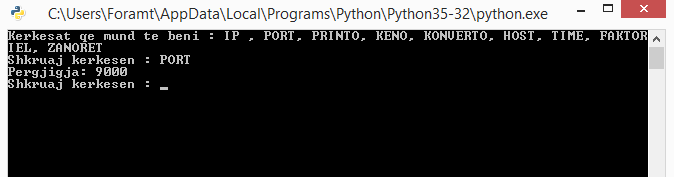 C:\Users\Foramt\AppData\Local\Programs\Python\Python35-32\python.exe
Kerkesat qe mund te beni : IP , PORT, PRINTO, KENO, KONVERTO, HOST, TIME, FAKTOR
IEL, ZANORET
Shkruaj kerkesen : PORT
Pergjigja: 9000
Shkruaj kerkesen : _